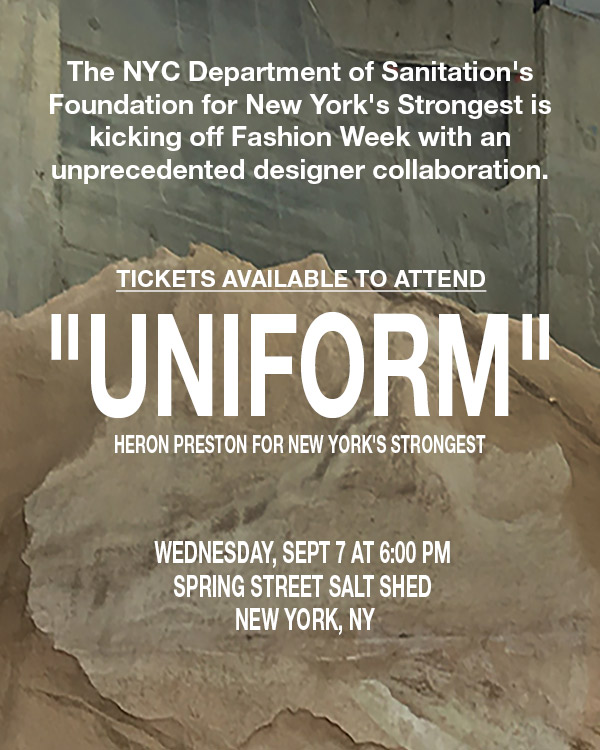 The NYC Department of Sanitation's
Foundation for New York's Strongest is
kicking off Fashion Week with an
unprecedented designer collaboration.
TICKETS AVAILABLE TO ATTEND
"UNIFORM"
HERON PRESTON FOR NEW YORK'S STRONGEST
WEDNESDAY, SEPT 7 AT 6:00 PM
SPRING STREET SALT SHED
NEW YORK, NY